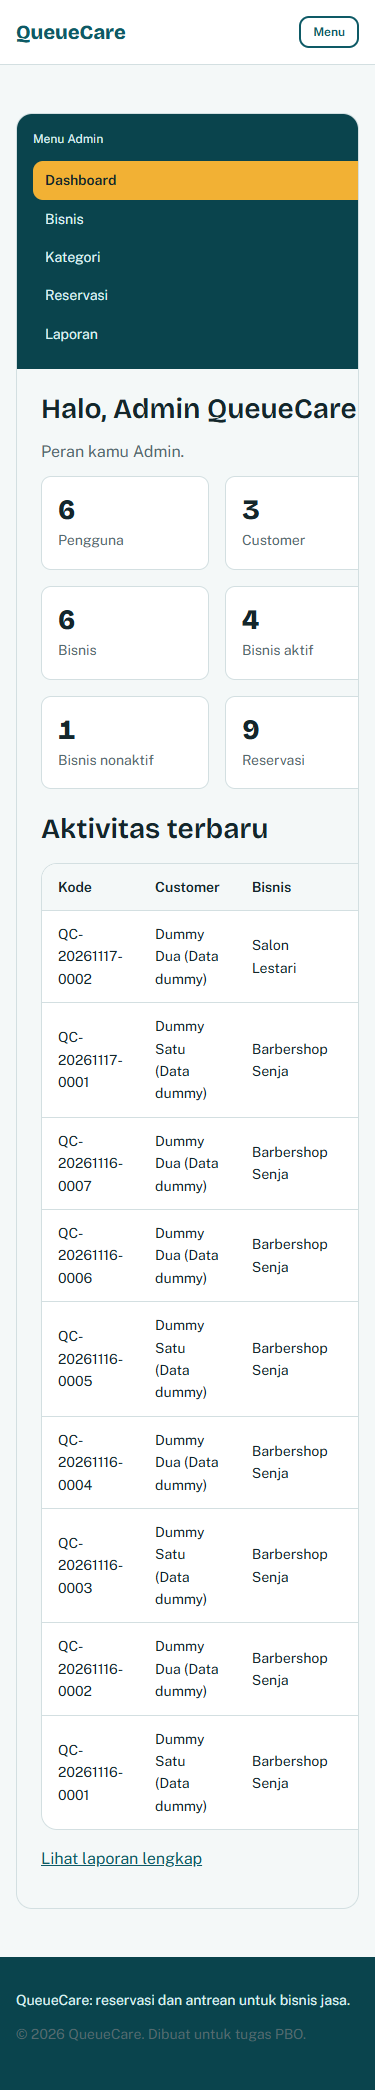 QueueCare
Menu
Menu Admin
Dashboard
Bisnis
Kategori
Reservasi
Laporan
Halo, Admin QueueCare
Peran kamu Admin.
6
Pengguna
3
Customer
6
Bisnis
4
Bisnis aktif
1
Bisnis nonaktif
9
Reservasi
Aktivitas terbaru
Kode Customer Bisnis
QC-
20261117-
0002
Dummy
Dua (Data
dummy)
Salon
Lestari
QC-
20261117-
0001
Dummy
Satu
(Data
dummy)
Barbershop
Senja
QC-
20261116-
0007
Dummy
Dua (Data
dummy)
Barbershop
Senja
QC-
20261116-
0006
Dummy
Dua (Data
dummy)
Barbershop
Senja
QC-
20261116-
0005
Dummy
Satu
(Data
dummy)
Barbershop
Senja
QC-
20261116-
0004
Dummy
Dua (Data
dummy)
Barbershop
Senja
QC-
20261116-
0003
Dummy
Satu
(Data
dummy)
Barbershop
Senja
QC-
20261116-
0002
Dummy
Dua (Data
dummy)
Barbershop
Senja
QC-
20261116-
0001
Dummy
Satu
(Data
dummy)
Barbershop
Senja
Lihat laporan lengkap
QueueCare: reservasi dan antrean untuk bisnis jasa.
© 2026 QueueCare. Dibuat untuk tugas PBO.